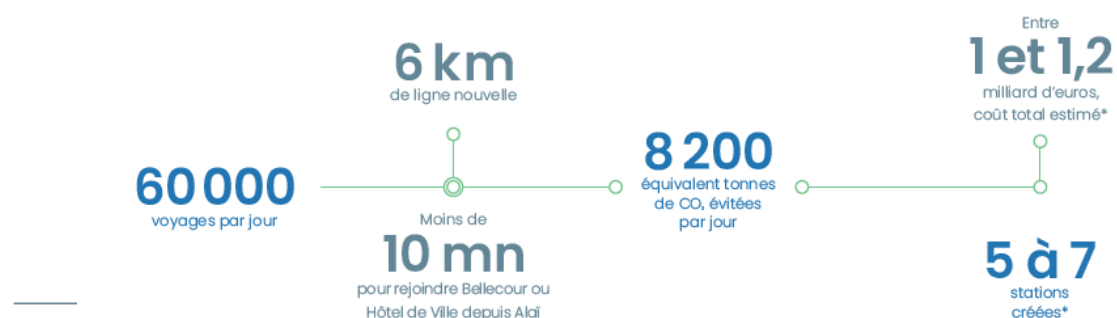 60 000
voyages par jour
6 km
de ligne nouvelle
Moins de
10 mn
pour rejoindre Bellecour ou
Hôtel de Ville depuis Alaï
8 200
équivalent tonnes
de CO₂ évitées
par jour
Entre
1 et 1,2
milliard d’euros,
coût total estimé*
5 à 7
stations
créées*